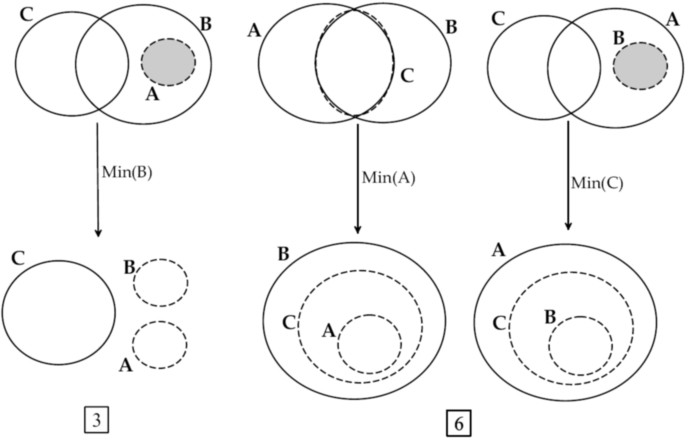 C B A
A B C
C B A
Min(B)
Min(A)
Min(C)
C B A
B C A
A C B
3
6